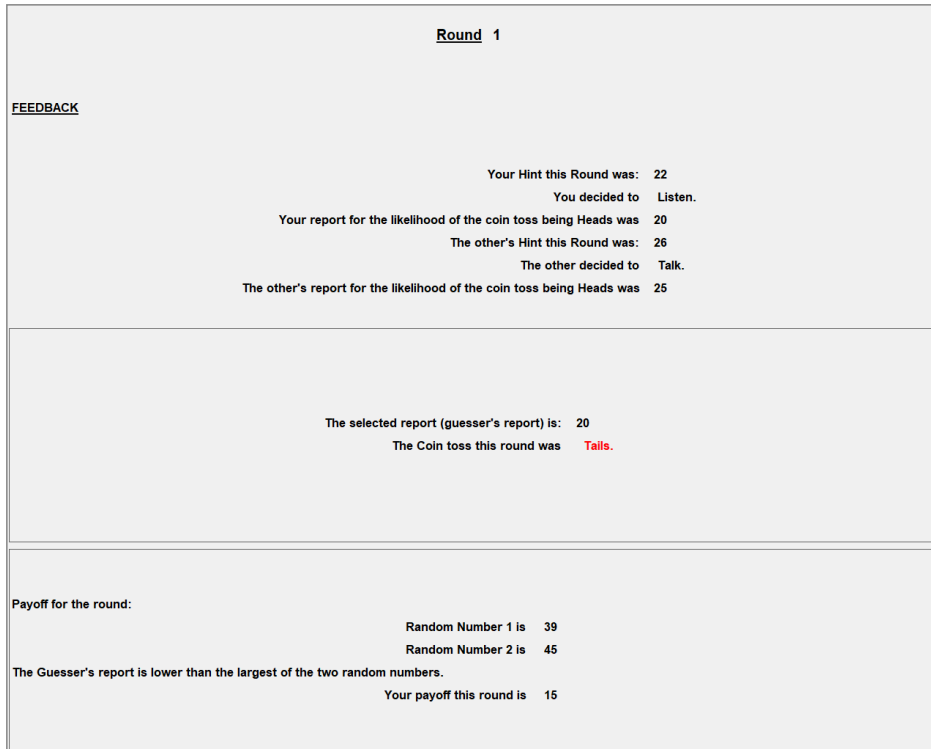 Round 1
FEEDBACK
Your Hint this Round was: 22
You decided to Listen.
Your report for the likelihood of the coin toss being Heads was 20
The other's Hint this Round was: 26
The other decided to Talk.
The other's report for the likelihood of the coin toss being Heads was 25
The selected report (guesser's report) is: 20
The Coin toss this round was Tails.
Payoff for the round:
Random Number 1 is 39
Random Number 2 is 45
The Guesser's report is lower than the largest of the two random numbers.
Your payoff this round is 15